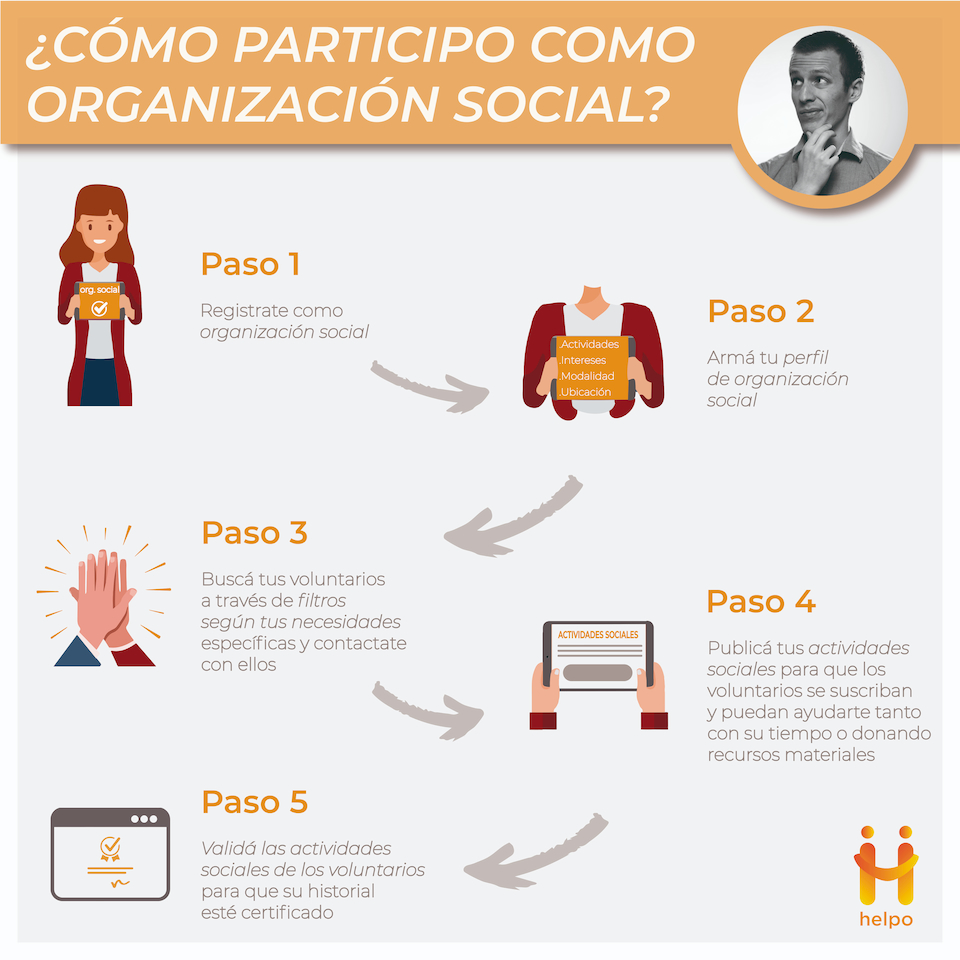 ¿CÓMO PARTICIPO COMO
ORGANIZACIÓN SOCIAL?
org. social
Paso 1
Registrate como
organización social
.Actividades
.Intereses
.Modalidad
.Ubicación
Paso 2
Armá tu perfil
de organización
social
Paso 3
Buscá tus voluntarios
a través de filtros
según tus necesidades
específicas y contactate
con ellos
ACTIVIDADES SOCIALES
Paso 4
Publicá tus actividades
sociales para que los
voluntarios se suscriban
y puedan ayudarte tanto
con su tiempo o donando
recursos materiales
Paso 5
Validá las actividades
sociales de los voluntarios
para que su historial
esté certificado
helpo